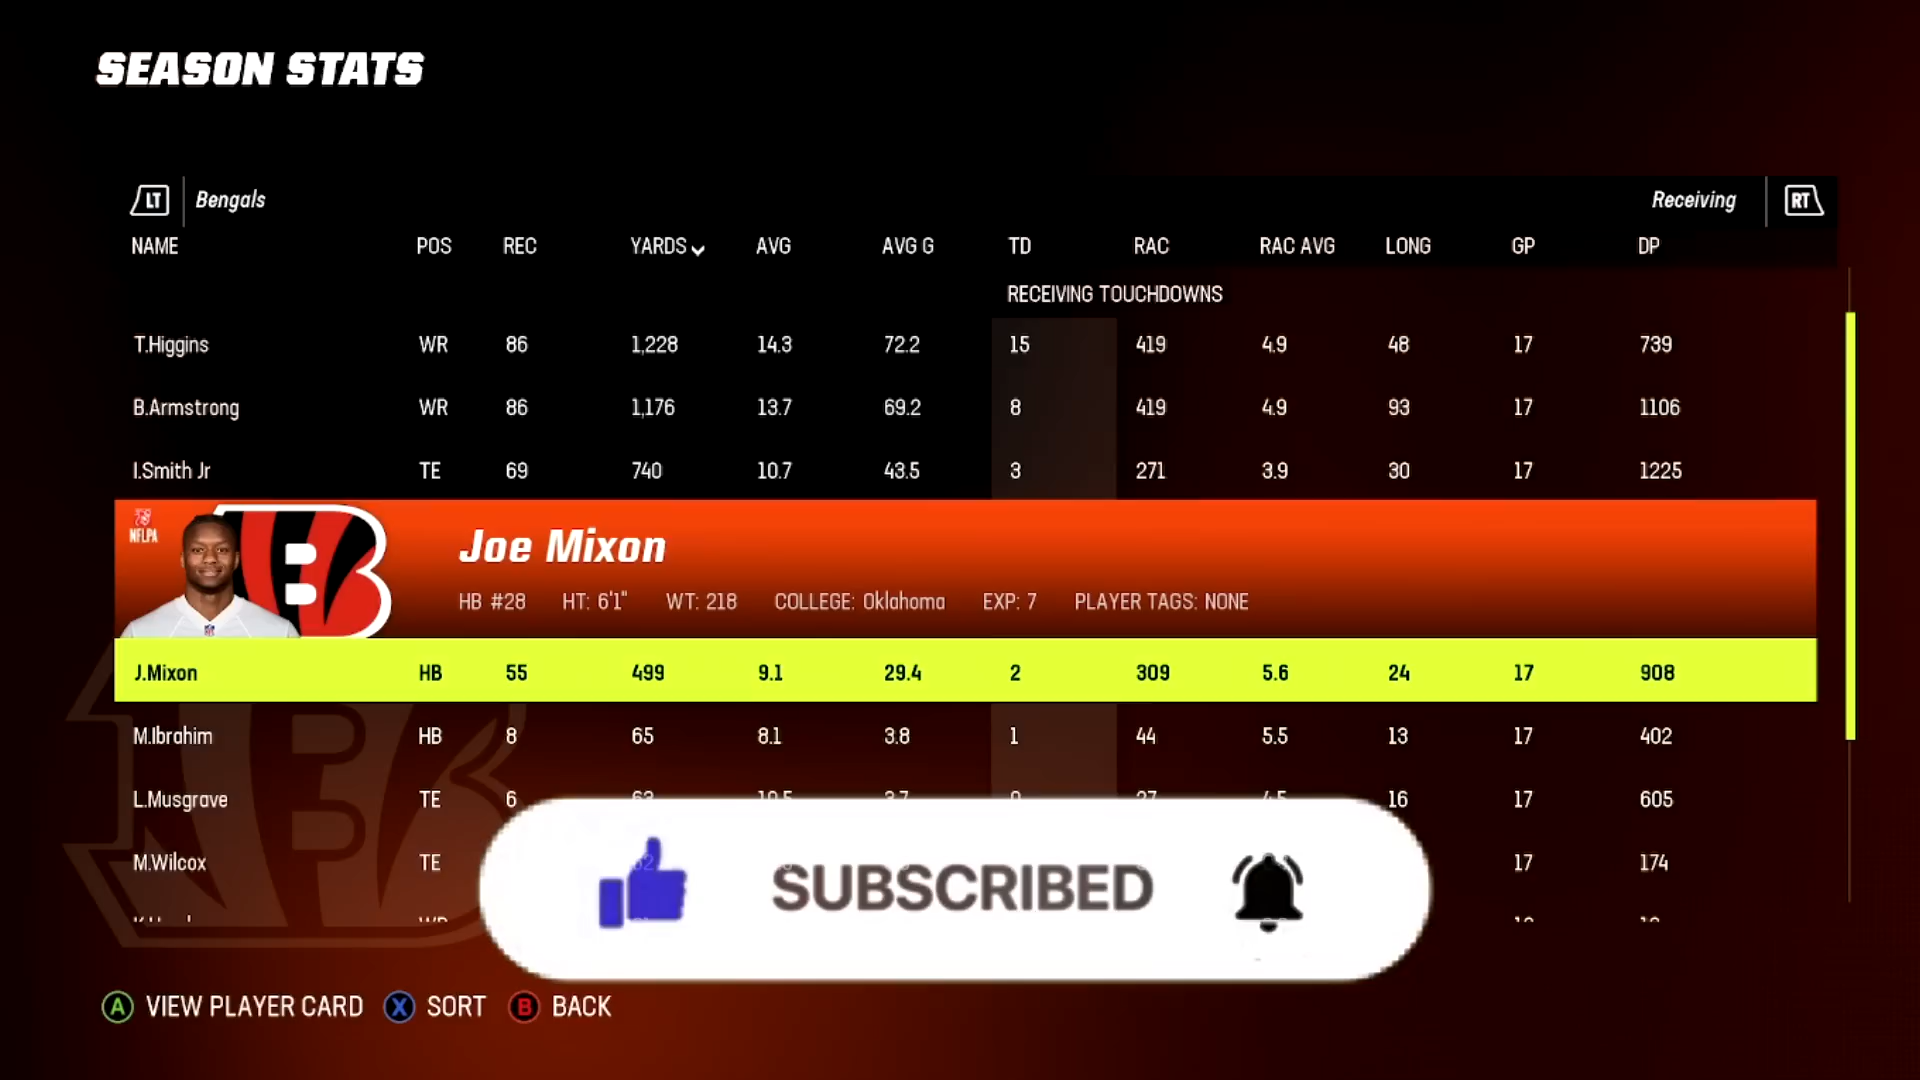 SEASON STATS
LT Bengals Receiving RT
NAME POS REC YARDS AVG AVG G TD RAC RAC AVG LONG GP DP
RECEIVING TOUCHDOWNS
T.Higgins WR 86 1,228 14.3 72.2 15 419 4.9 48 17 739
B.Armstrong WR 86 1,176 13.7 69.2 8 419 4.9 93 17 1106
I.Smith Jr TE 69 740 10.7 43.5 3 271 3.9 30 17 1225
NFLPA
B
Joe Mixon
HB #28 HT: 6'1" WT: 218 COLLEGE: Oklahoma EXP: 7 PLAYER TAGS: NONE
J.Mixon HB 55 499 9.1 29.4 2 309 5.6 24 17 908
M.Ibrahim HB 8 65 8.1 3.8 1 44 5.5 13 17 402
L.Musgrave TE 6 16 17 605
M.Wilcox TE 17 174
SUBSCRIBED
A VIEW PLAYER CARD X SORT B BACK